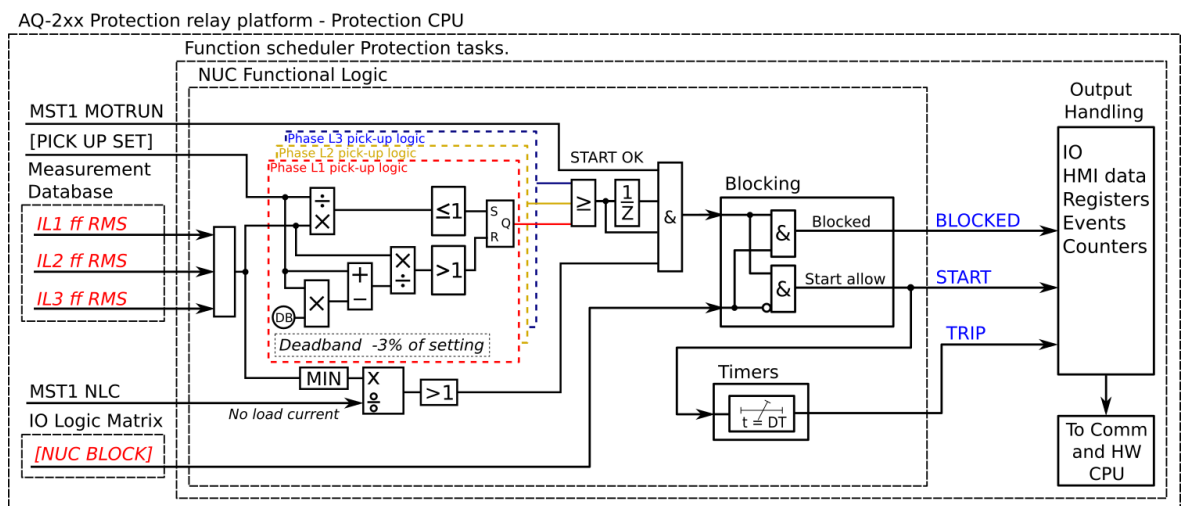 AQ-2xx Protection relay platform - Protection CPU
Function scheduler Protection tasks.
NUC Functional Logic
MST1 MOTRUN
[PICK UP SET]
Measurement
Database
IL1 ff RMS
IL2 ff RMS
IL3 ff RMS
MST1 NLC
IO Logic Matrix
[NUC BLOCK]
Phase L3 pick-up logic
Phase L2 pick-up logic
Phase L1 pick-up logic
÷
×
≤1
S
Q
R
×
÷
>1
+
−
×
DB
Deadband -3% of setting
MIN
X
÷
>1
No load current
START OK
≥
1
Z
&
Blocking
&
Blocked
&
Start allow
Timers
t = DT
BLOCKED
START
TRIP
Output
Handling
IO
HMI data
Registers
Events
Counters
To Comm
and HW
CPU